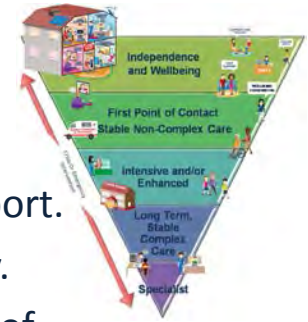 Independence
and Wellbeing
First Point of Contact
Stable Non-Complex Care
Intensive and/or
Enhanced
Long Term,
Stable
Complex
Care
Specialist
port.
.
of